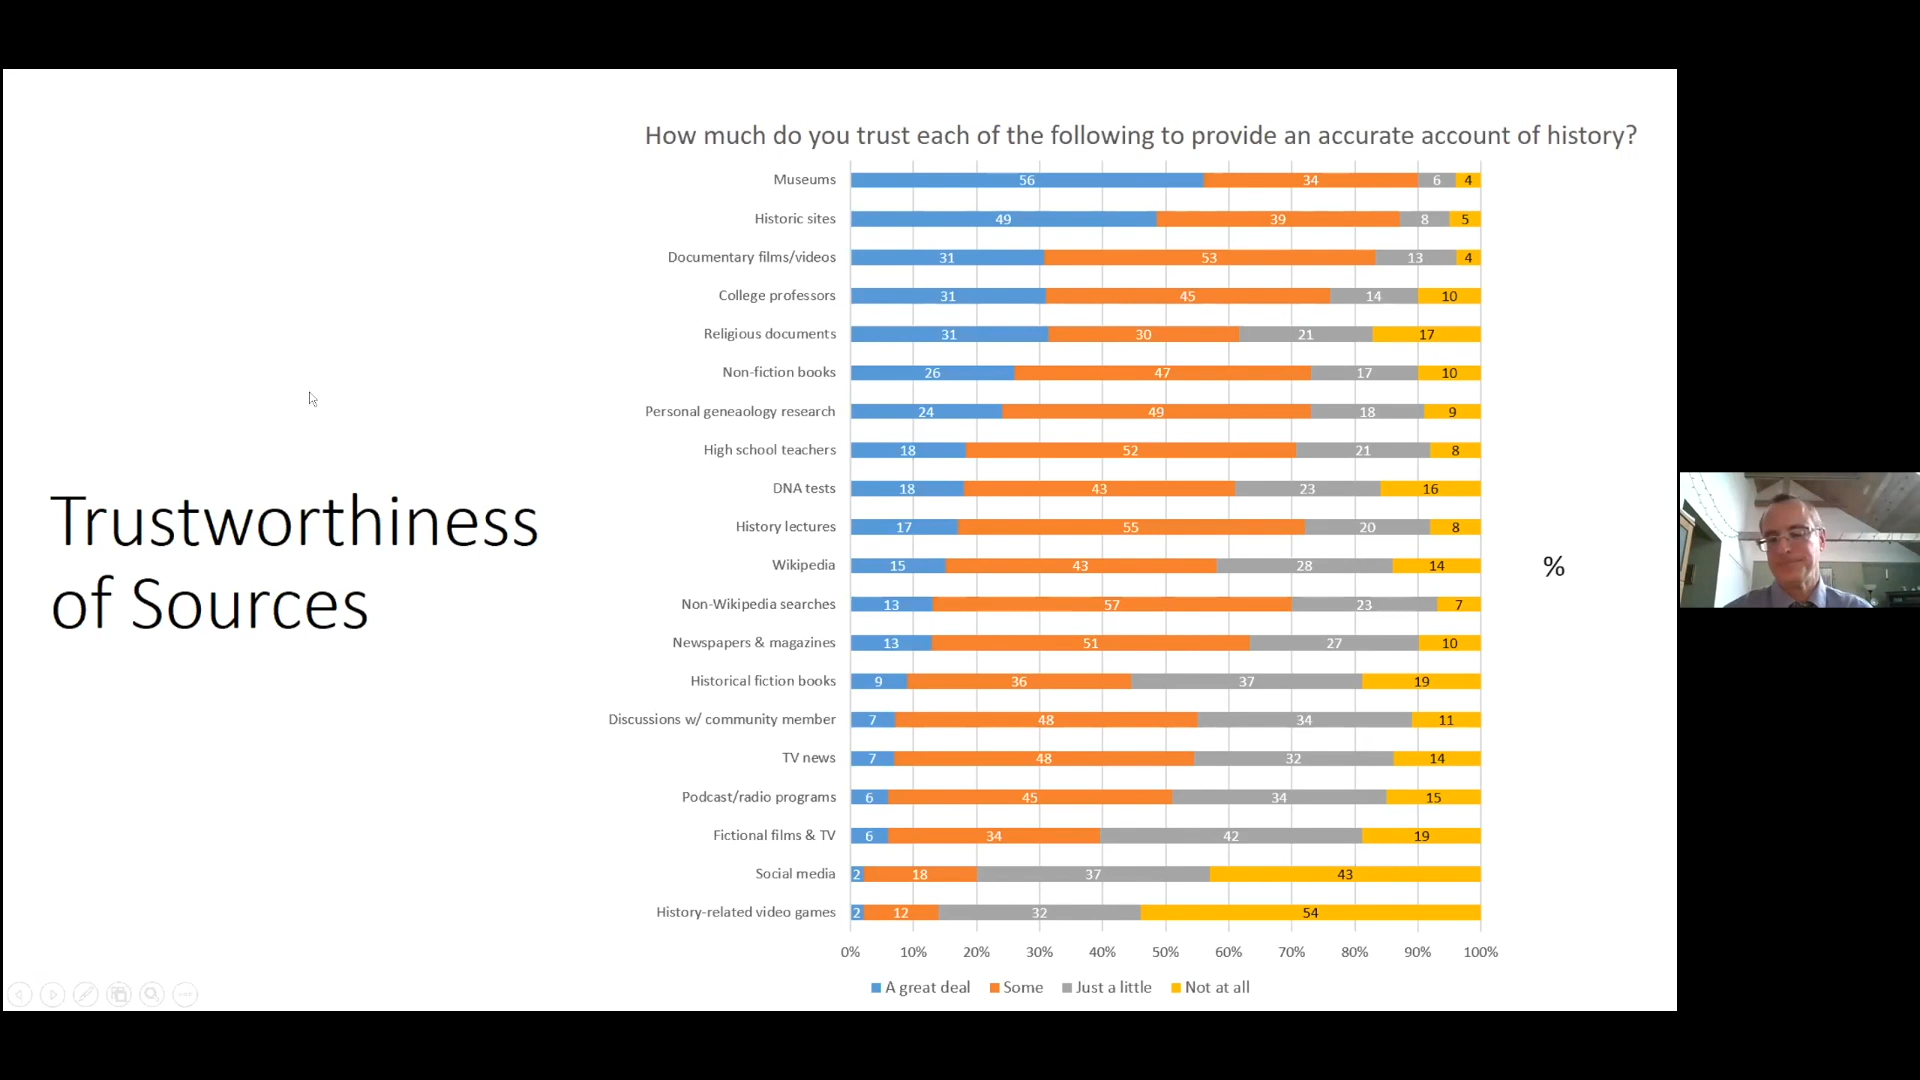 How much do you trust each of the following to provide an accurate account of history?
Trustworthiness
of Sources
Museums 56 34 6 4
Historic sites 49 39 8 5
Documentary films/videos 31 53 13 4
College professors 31 45 14 10
Religious documents 31 30 21 17
Non-fiction books 26 47 17 10
Personal geneaology research 24 49 18 9
High school teachers 18 52 21 8
DNA tests 18 43 23 16
History lectures 17 55 20 8
Wikipedia 15 43 28 14
Non-Wikipedia searches 13 57 23 7
Newspapers & magazines 13 51 27 10
Historical fiction books 9 36 37 19
Discussions w/ community member 7 48 34 11
TV news 7 48 32 14
Podcast/radio programs 6 45 34 15
Fictional films & TV 6 34 42 19
Social media 2 18 37 43
History-related video games 2 12 32 54
0% 10% 20% 30% 40% 50% 60% 70% 80% 90% 100%
A great deal Some Just a little Not at all
%